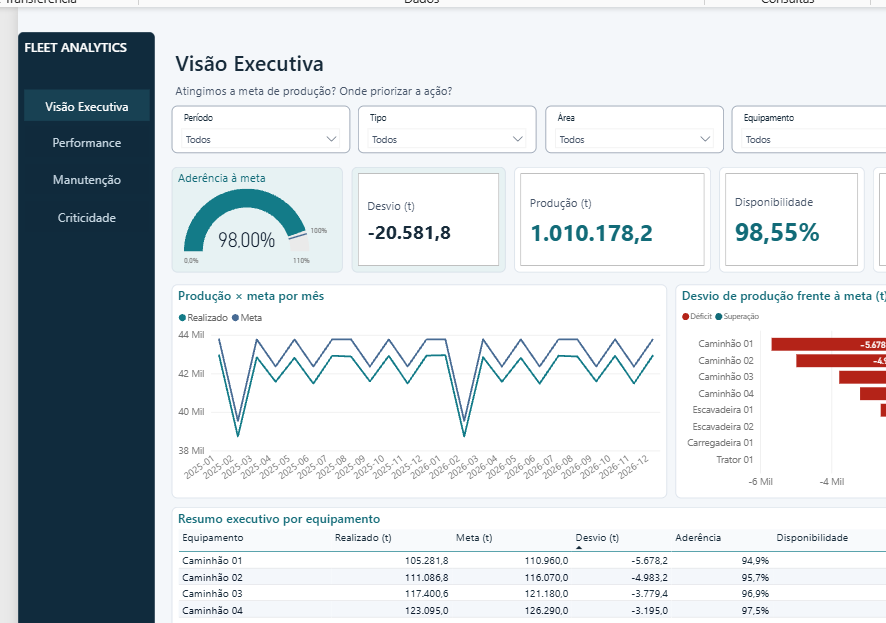 Transferência
Dados
Consultas
FLEET ANALYTICS
Visão Executiva
Performance
Manutenção
Criticidade
Visão Executiva
Atingimos a meta de produção? Onde priorizar a ação?
Período
Todos
Tipo
Todos
Área
Todos
Equipamento
Todos
Aderência à meta
98,00%
100%
0,0%
110%
Desvio (t)
-20.581,8
Produção (t)
1.010.178,2
Disponibilidade
98,55%
Produção × meta por mês
Realizado Meta
44 Mil
42 Mil
40 Mil
38 Mil
2025-01 2025-02 2025-03 2025-04 2025-05 2025-06 2025-07 2025-08 2025-09 2025-10 2025-11 2025-12 2026-01 2026-02 2026-03 2026-04 2026-05 2026-06 2026-07 2026-08 2026-09 2026-10 2026-11 2026-12
Desvio de produção frente à meta (t)
Déficit Superação
Caminhão 01 -5.678
Caminhão 02 -4.9
Caminhão 03
Caminhão 04
Escavadeira 01
Escavadeira 02
Carregadeira 01
Trator 01
-6 Mil -4 Mil
Resumo executivo por equipamento
Equipamento Realizado (t) Meta (t) Desvio (t) Aderência Disponibilidade
Caminhão 01 105.281,8 110.960,0 -5.678,2 94,9%
Caminhão 02 111.086,8 116.070,0 -4.983,2 95,7%
Caminhão 03 117.400,6 121.180,0 -3.779,4 96,9%
Caminhão 04 123.095,0 126.290,0 -3.195,0 97,5%